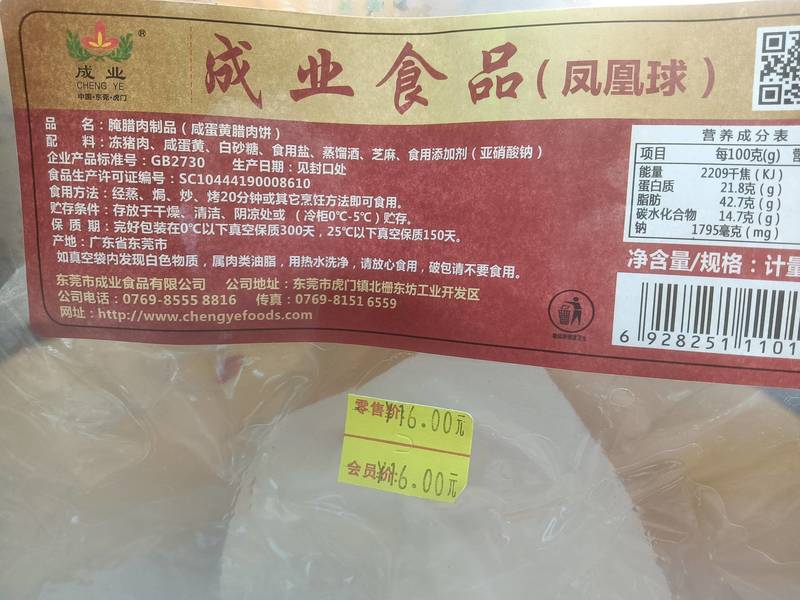 ®
成业
CHENG YE
中国·东莞·虎门
成业食品(凤凰球)
品 名:腌腊肉制品(咸蛋黄腊肉饼)
配 料:冻猪肉、咸蛋黄、白砂糖、食用盐、蒸馏酒、芝麻、食用添加剂(亚硝酸钠)
企业产品标准号:GB2730 生产日期:见封口处
食品生产许可证编号:SC10444190008610
食用方法:经蒸、焗、炒、烤20分钟或其它烹饪方法即可食用。
贮存条件:存放于干燥、清洁、阴凉处或(冷柜0℃-5℃)贮存。
保 质 期:完好包装在0℃以下真空保质300天,25℃以下真空保质150天。
产地:广东省东莞市
如真空袋内发现白色物质,属肉类油脂,用热水洗净,请放心食用,破包请不要食用。
东莞市成业食品有限公司 公司地址:东莞市虎门镇北栅东坊工业开发区
公司电话:0769-8555 8816 传真:0769-8151 6559
网址:http://www.chengyefoods.com
营养成分表
项目 每100克(g)
能量 2209千焦(KJ)
蛋白质 21.8克(g)
脂肪 42.7克(g)
碳水化合物 14.7克(g)
钠 1795毫克(mg)
净含量/规格:计量
6 928251 1101
零售价:¥16.00元
会员价:¥16.00元